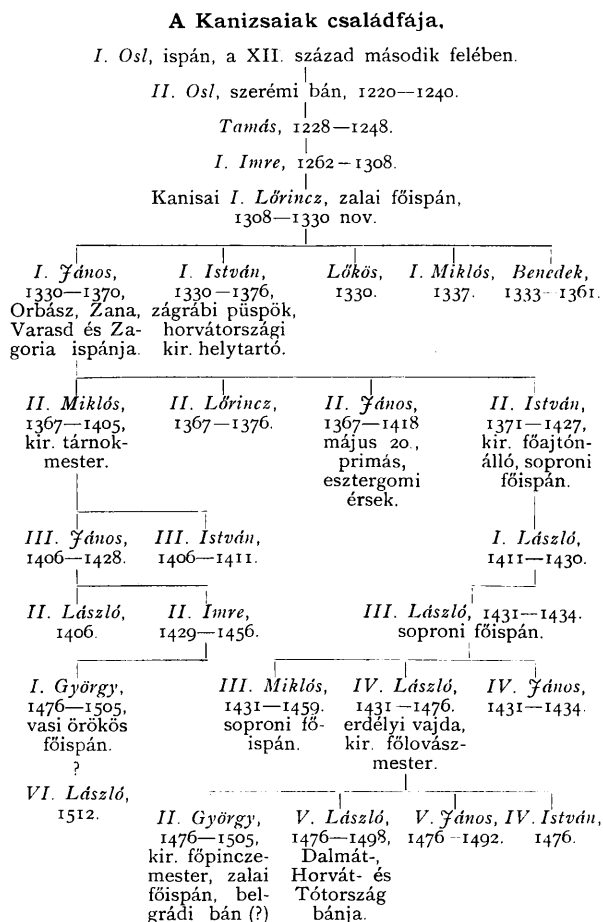 A Kanizsaiak családfája.
I. Osl, ispán, a XII. század második felében.
II. Osl, szerémi bán, 1220—1240.
Tamás, 1228—1248.
I. Imre, 1262–1308.
Kanisai I. Lőrincz, zalai főispán,
1308—1330 nov.
I. János,
1330—1370,
Orbász, Zana,
Varasd és Za-
goria ispánja.
I. István,
1330–1376,
zágrábi püspök,
horvátországi
kir. helytartó.
Lőkös,
1330.
I. Miklós,
1337.
Benedek,
1333–1361.
II. Miklós,
1367—1405,
kir. tárnok-
mester.
II. Lőrincz,
1367—1376.
II. János,
1367—1418
május 20.,
primás,
esztergomi
érsek.
II. István,
1371—1427,
kir. főajtón-
álló, soproni
főispán.
III. János,
1406—1428.
III. István,
1406—1411.
I. László,
1411—1430.
II. László,
1406.
II. Imre,
1429—1456.
III. László, 1431—1434.
soproni főispán.
I. György,
1476—1505,
vasi örökös
főispán.
?
VI. László,
1512.
III. Miklós,
1431—1459.
soproni fő-
ispán.
IV. László,
1431–1476.
erdélyi vajda,
kir. főlovász-
mester.
IV. János,
1431—1434.
II. György,
1476—1505,
kir. főpincze-
mester, zalai
főispán, bel-
grádi bán (?)
V. László,
1476—1498,
Dalmát-,
Horvát- és
Tótország
bánja.
V. János,
1476–1492.
IV. István,
1476.